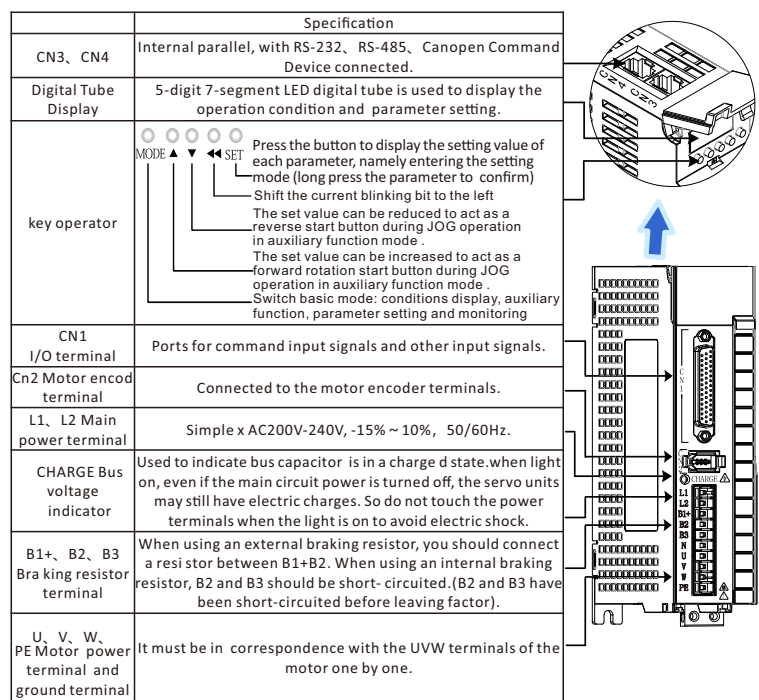 Specification
CN3、CN4
Internal parallel, with RS-232、RS-485、Canopen Command
Device connected.
Digital Tube
Display
5-digit 7-segment LED digital tube is used to display the
operation condition and parameter setting.
key operator
MODE ▲ ▼ ◀◀ SET
Press the button to display the setting value of
each parameter, namely entering the setting
mode (long press the parameter to confirm)
Shift the current blinking bit to the left
The set value can be reduced to act as a
reverse start button during JOG operation
in auxiliary function mode .
The set value can be increased to act as a
forward rotation start button during JOG
operation in auxiliary function mode .
Switch basic mode: conditions display, auxiliary
function, parameter setting and monitoring
CN1
I/O terminal
Ports for command input signals and other input signals.
Cn2 Motor encod
terminal
Connected to the motor encoder terminals.
L1、L2 Main
power terminal
Simple x AC200V-240V, -15% ~ 10%, 50/60Hz.
CHARGE Bus
voltage
indicator
Used to indicate bus capacitor is in a charge d state.when light
on, even if the main circuit power is turned off, the servo units
may still have electric charges. So do not touch the power
terminals when the light is on to avoid electric shock.
B1+、B2、B3
Bra king resistor
terminal
When using an external braking resistor, you should connect
a resi stor between B1+B2. When using an internal braking
resistor, B2 and B3 should be short- circuited.(B2 and B3 have
been short-circuited before leaving factor).
U、V、W、
PE Motor power
terminal and
ground terminal
It must be in correspondence with the UVW terminals of the
motor one by one.
CN4 CN3
CN1
CHARGE
L1
L2
B1+
B2
B3
N
U
V
W
PE